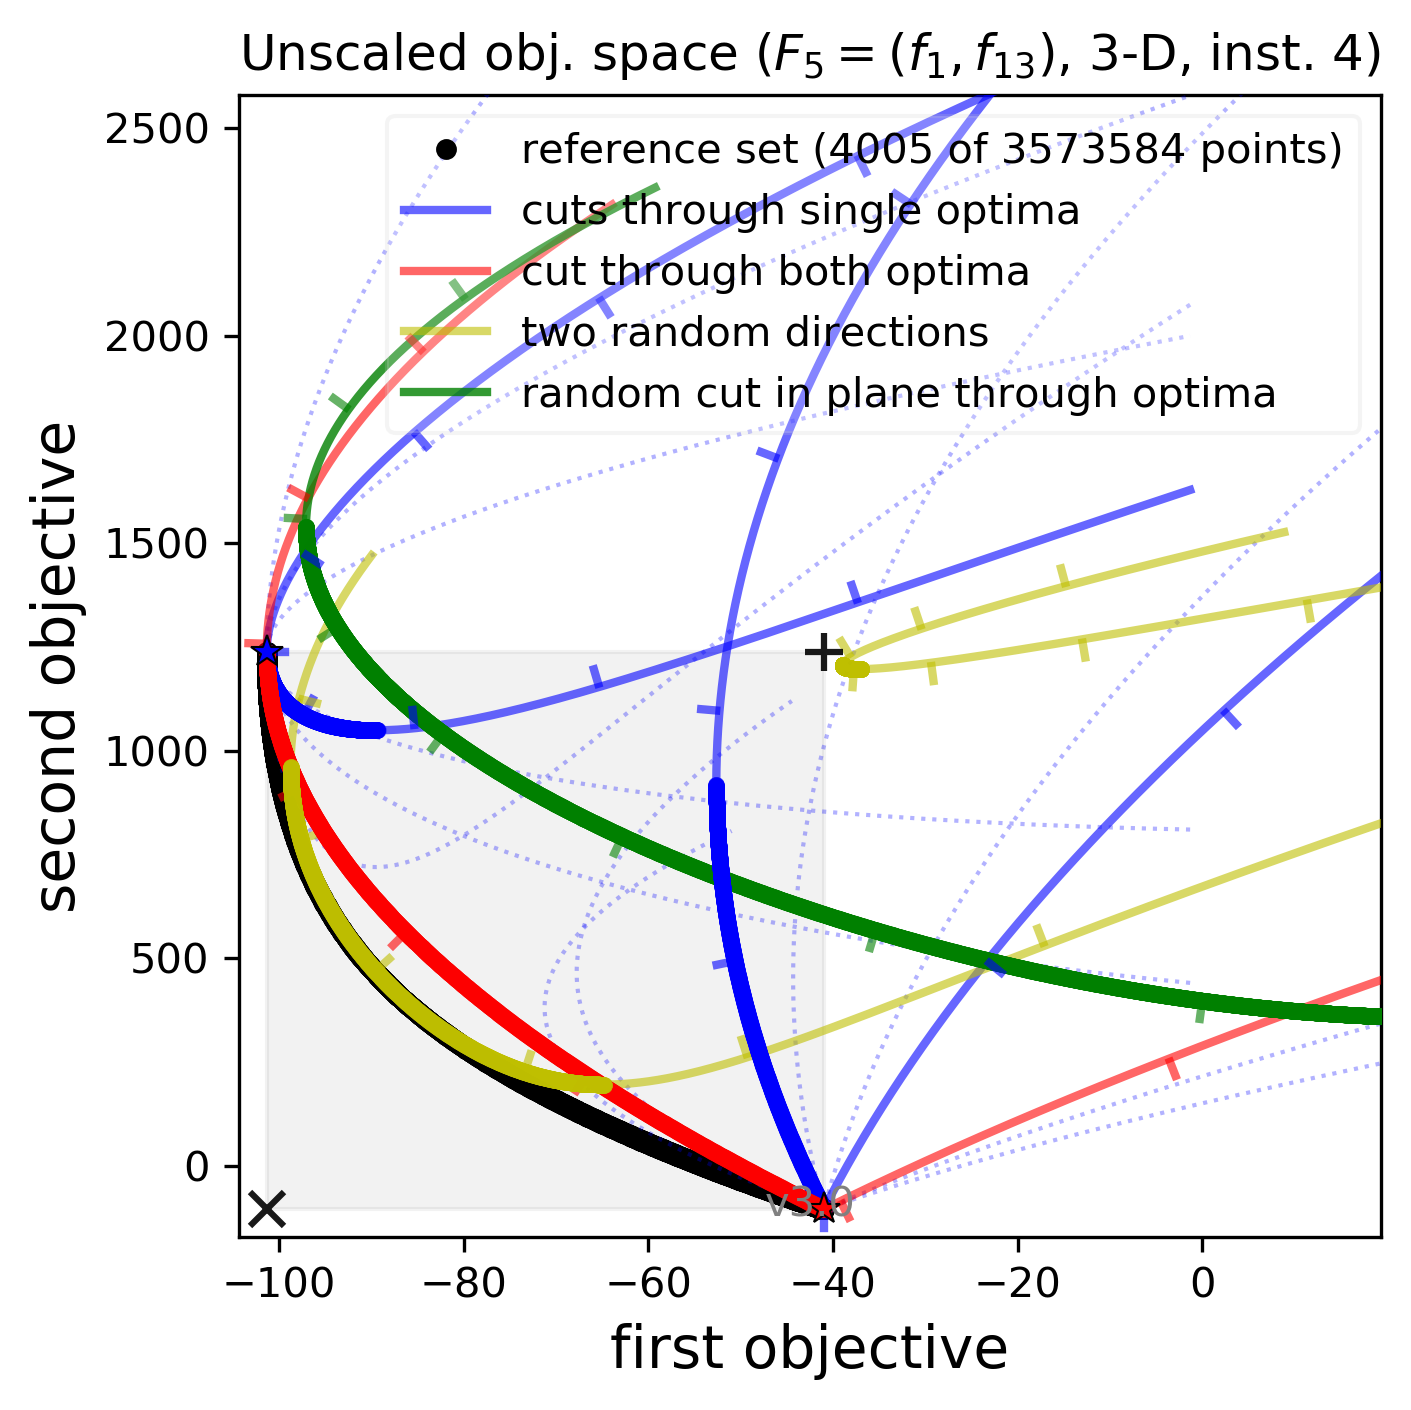 Unscaled obj. space (F5 = (f1, f13), 3-D, inst. 4)
2500
2000
1500
1000
500
0
second objective
reference set (4005 of 3573584 points)
cuts through single optima
cut through both optima
two random directions
random cut in plane through optima
v3.0
−100 −80 −60 −40 −20 0
first objective